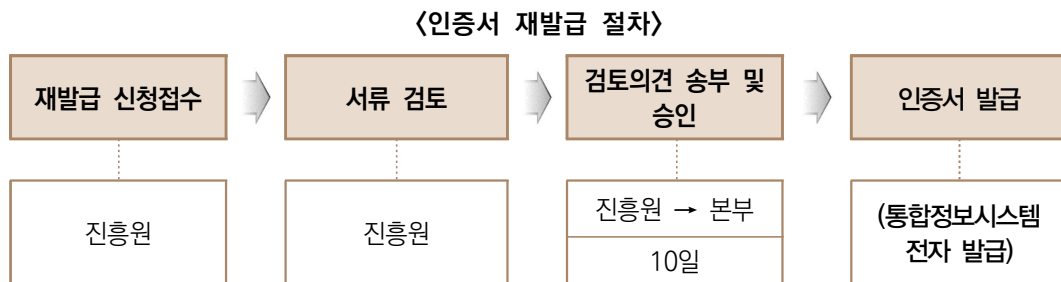 〈인증서 재발급 절차〉
재발급 신청접수
서류 검토
검토의견 송부 및
승인
인증서 발급
진흥원
진흥원
진흥원 → 본부
10일
(통합정보시스템
전자 발급)